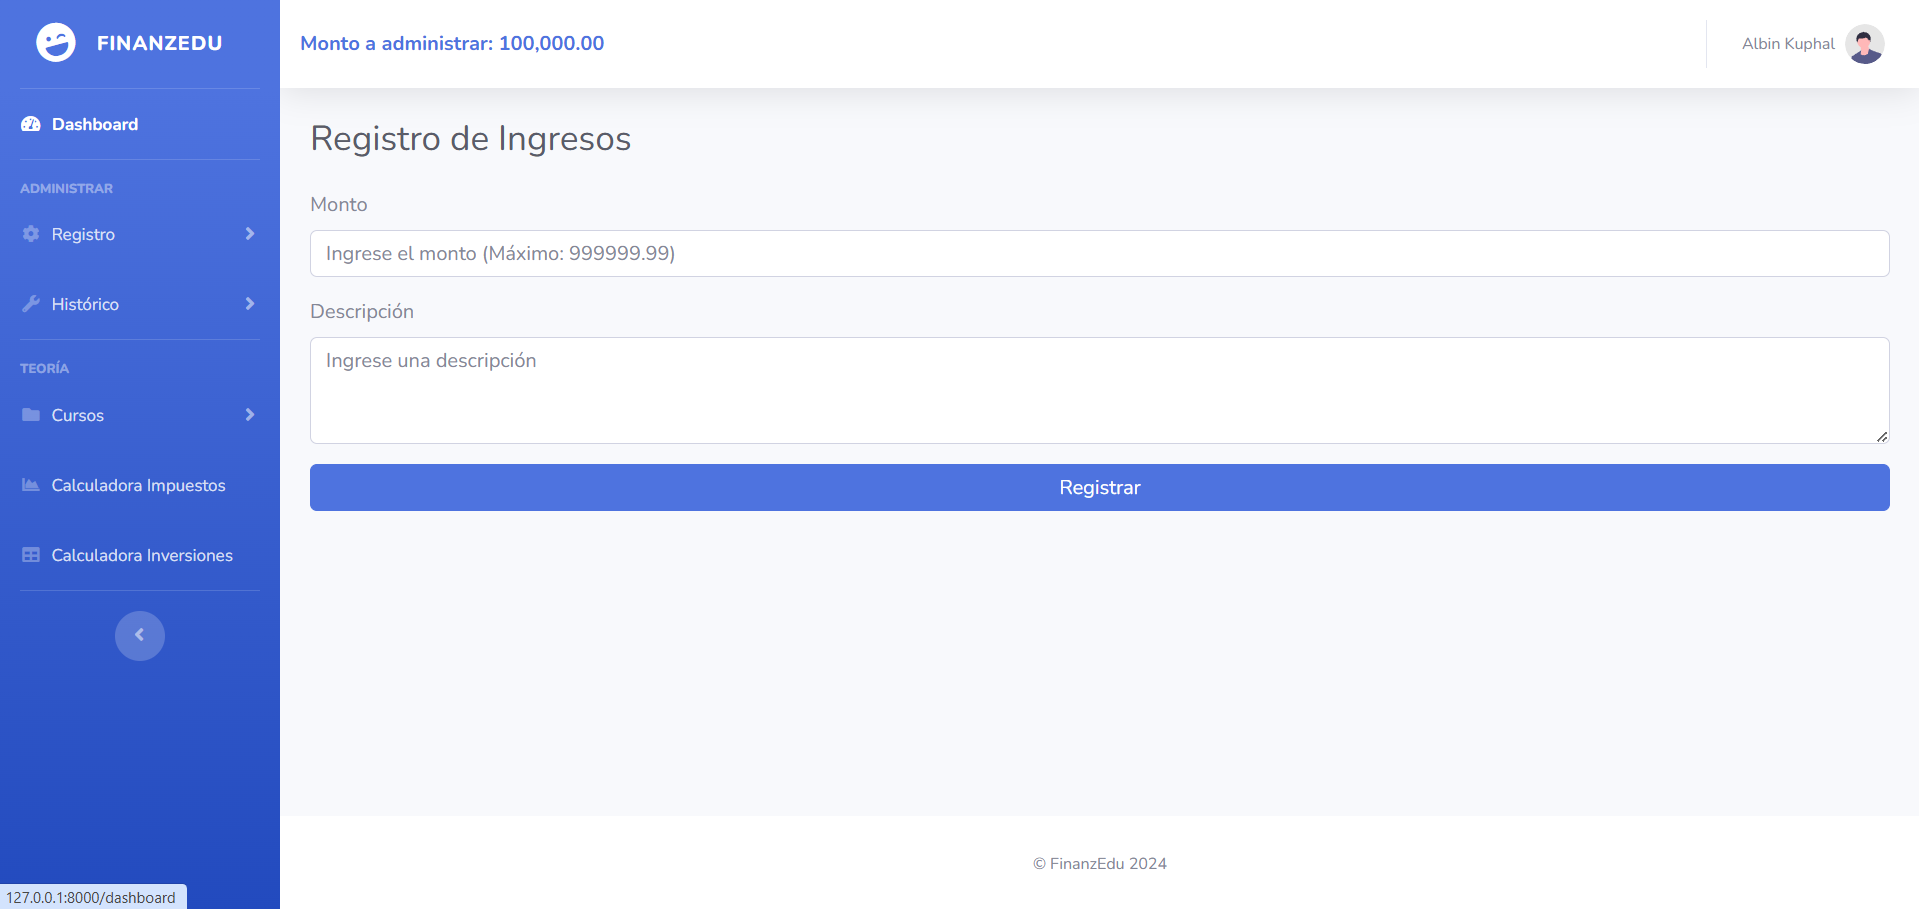 FINANZEDU
Monto a administrar: 100,000.00
Albin Kuphal
Dashboard
ADMINISTRAR
Registro
Histórico
TEORÍA
Cursos
Calculadora Impuestos
Calculadora Inversiones
Registro de Ingresos
Monto
Ingrese el monto (Máximo: 999999.99)
Descripción
Ingrese una descripción
Registrar
© FinanzEdu 2024
127.0.0.1:8000/dashboard